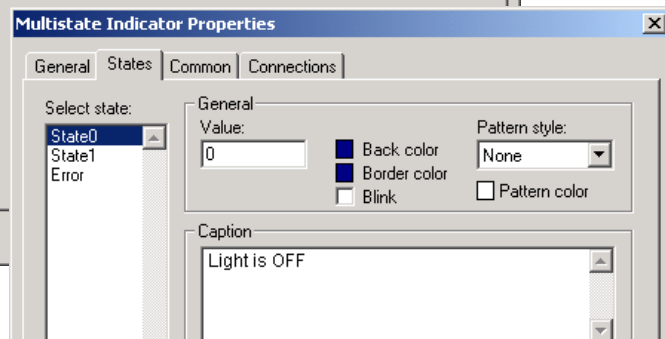 Multistate Indicator Properties
General States Common Connections
Select state:
State0
State1
Error
General
Value:
0
Back color
Border color
Blink
Pattern style:
None
Pattern color
Caption
Light is OFF